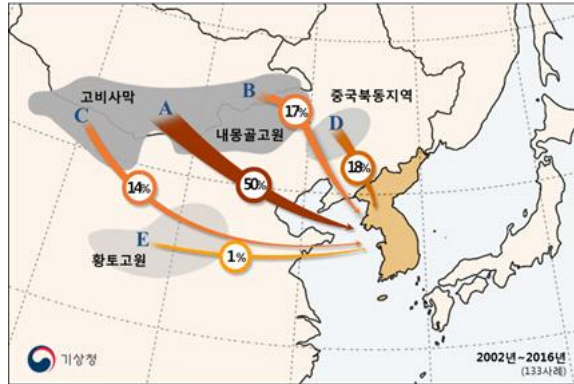 고비사막
A
B
C
내몽골고원
17%
중국북동지역
D
18%
14%
50%
E
황토고원
1%
기상청
2002년~2016년
(133사례)